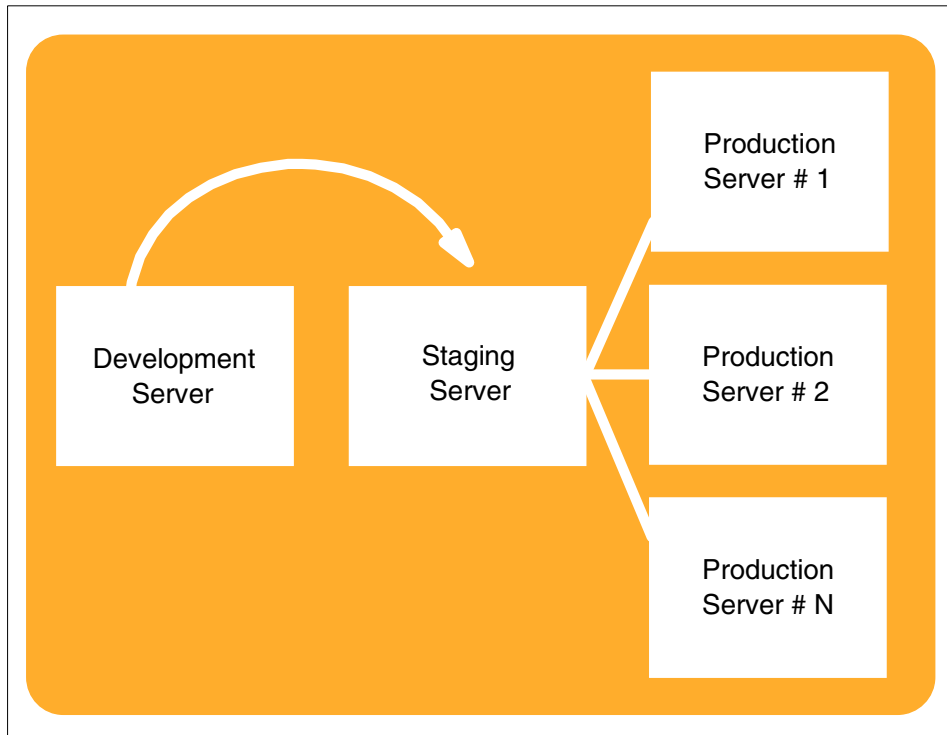 Development
Server
Staging
Server
Production
Server # 1
Production
Server # 2
Production
Server # N